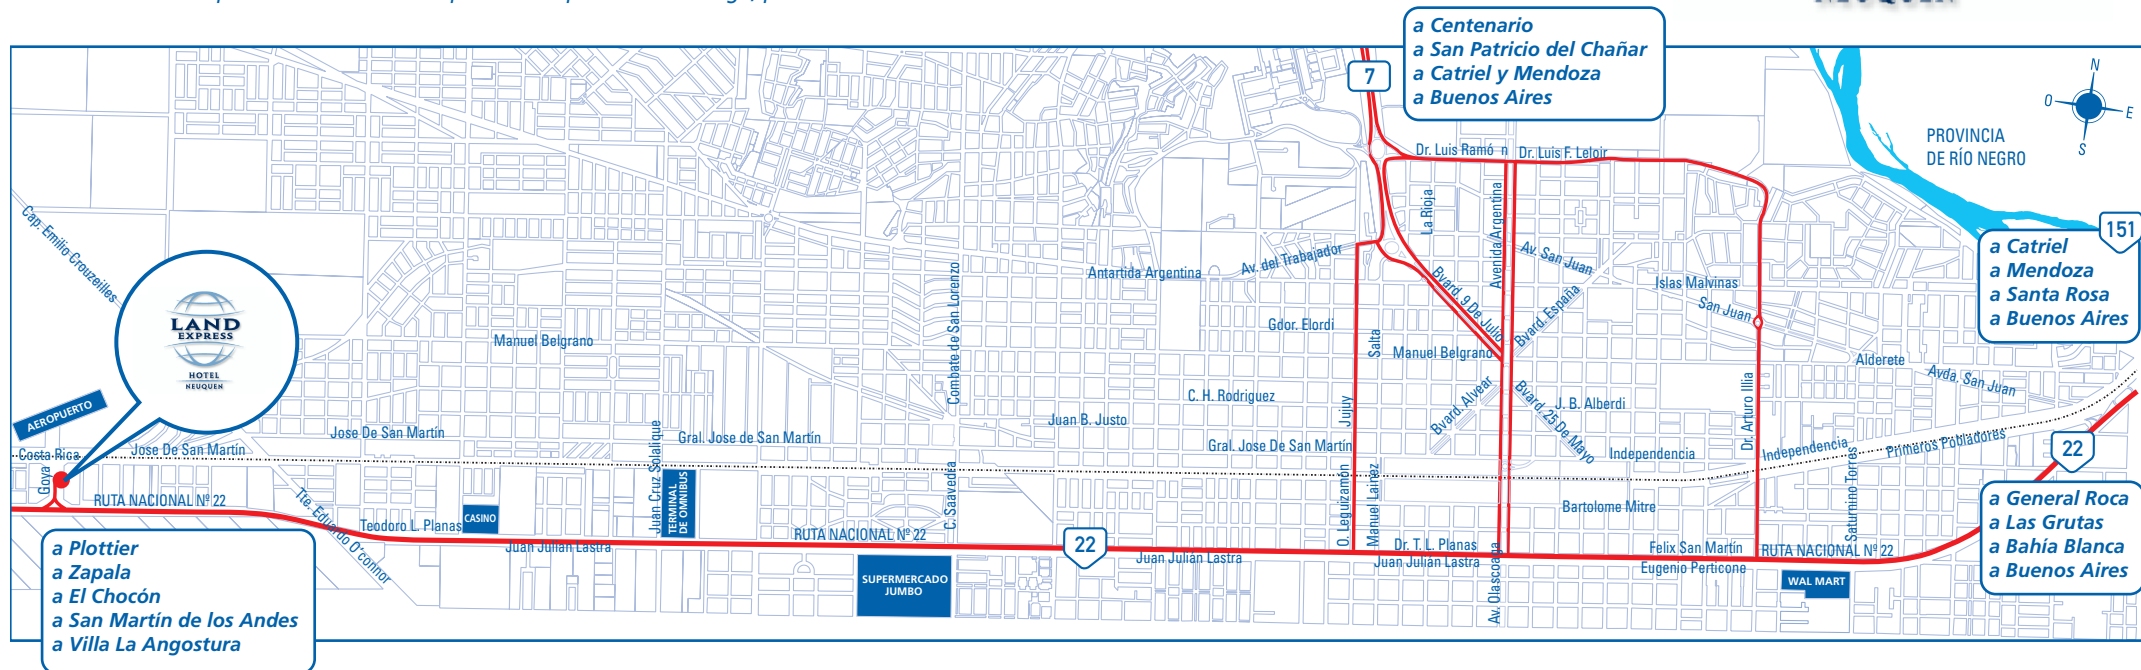 NEUQUEN
a Centenario
a San Patricio del Chañar
a Catriel y Mendoza
a Buenos Aires
7
N
O
E
S
PROVINCIA
DE RÍO NEGRO
Dr. Luis Ramó n
Dr. Luis F. Leloir
La Rioja
Avenida Argentina
Av. San Juan
Islas Malvinas
San Juan
151
a Catriel
a Mendoza
a Santa Rosa
a Buenos Aires
Cap. Emilio Crouzeilles
LAND
EXPRESS
HOTEL
NEUQUEN
AEROPUERTO
Antartida Argentina
Av. del Trabajador
Bvard. 9 De Julio
Bvard. España
Gdor. Elordi
Salta
Manuel Belgrano
Manuel Belgrano
Combate de San Lorenzo
Alderete
Avda. San Juan
C. H. Rodriguez
Juan B. Justo
Jujuy
Bvard. Alvear
Bvard. 25 De Mayo
J. B. Alberdi
Dr. Arturo Illia
Jose De San Martín
Jose De San Martín
Gral. Jose de San Martín
Gral. Jose De San Martín
Costa Rica
Goya
Independencia
Independencia
Primeros Pobladores
22
RUTA NACIONAL Nº 22
Tte. Eduardo O'connor
Teodoro L. Planas
CASINO
Juan Cruz Solalique
TERMINAL
DE OMNIBUS
Juan Julián Lastra
RUTA NACIONAL Nº 22
C. Saavedra
22
Juan Julián Lastra
O. Leguizamón
Manuel Lainez
Dr. T. L. Planas
Juan Julián Lastra
Av. Olascoaga
Bartolome Mitre
Felix San Martín
Eugenio Perticone
RUTA NACIONAL Nº 22
Saturnino Torres
WAL MART
SUPERMERCADO
JUMBO
a Plottier
a Zapala
a El Chocón
a San Martín de los Andes
a Villa La Angostura
a General Roca
a Las Grutas
a Bahía Blanca
a Buenos Aires